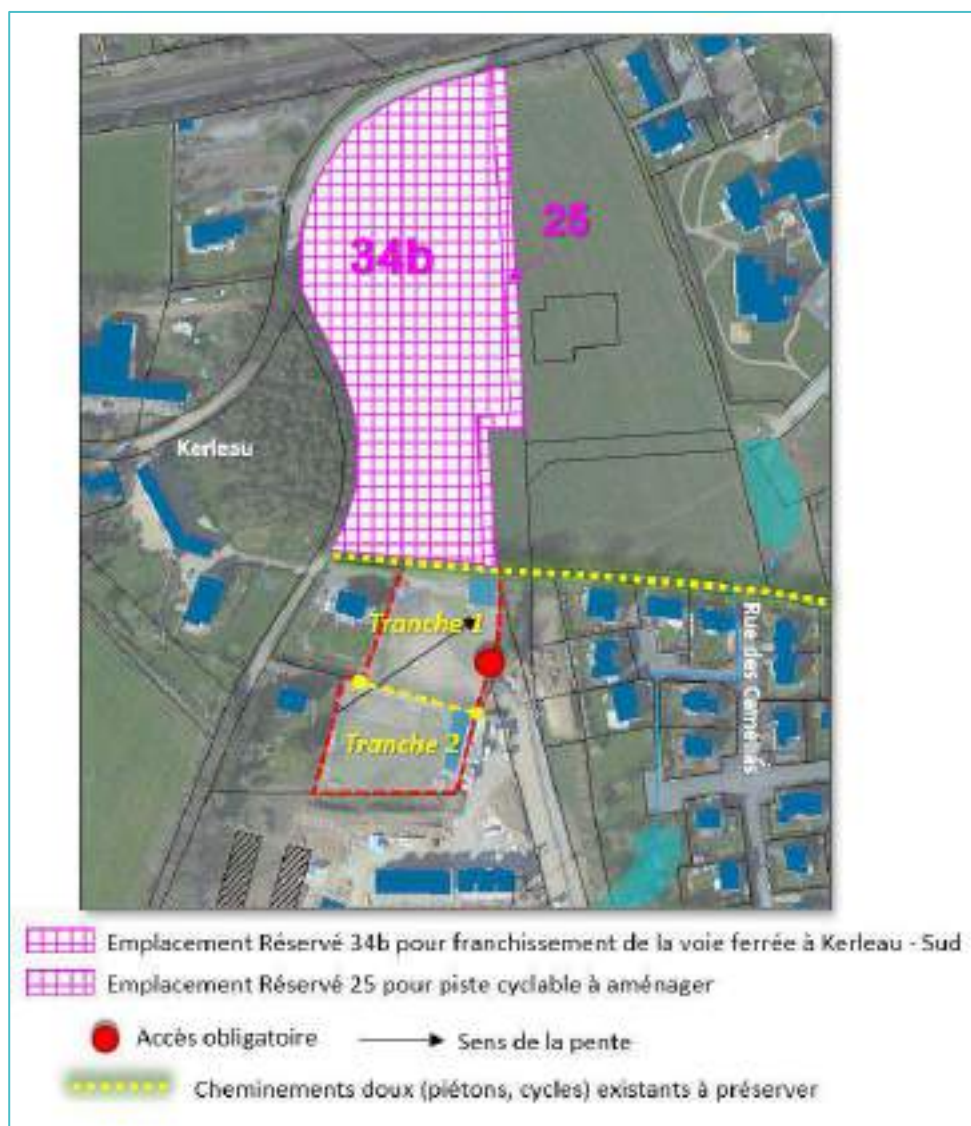 34b
25
Kerleau
Tranche 1
Tranche 2
Rue des Camélias
Emplacement Réservé 34b pour franchissement de la voie ferrée à Kerleau - Sud
Emplacement Réservé 25 pour piste cyclable à aménager
Accès obligatoire
Sens de la pente
Cheminements doux (piétons, cycles) existants à préserver